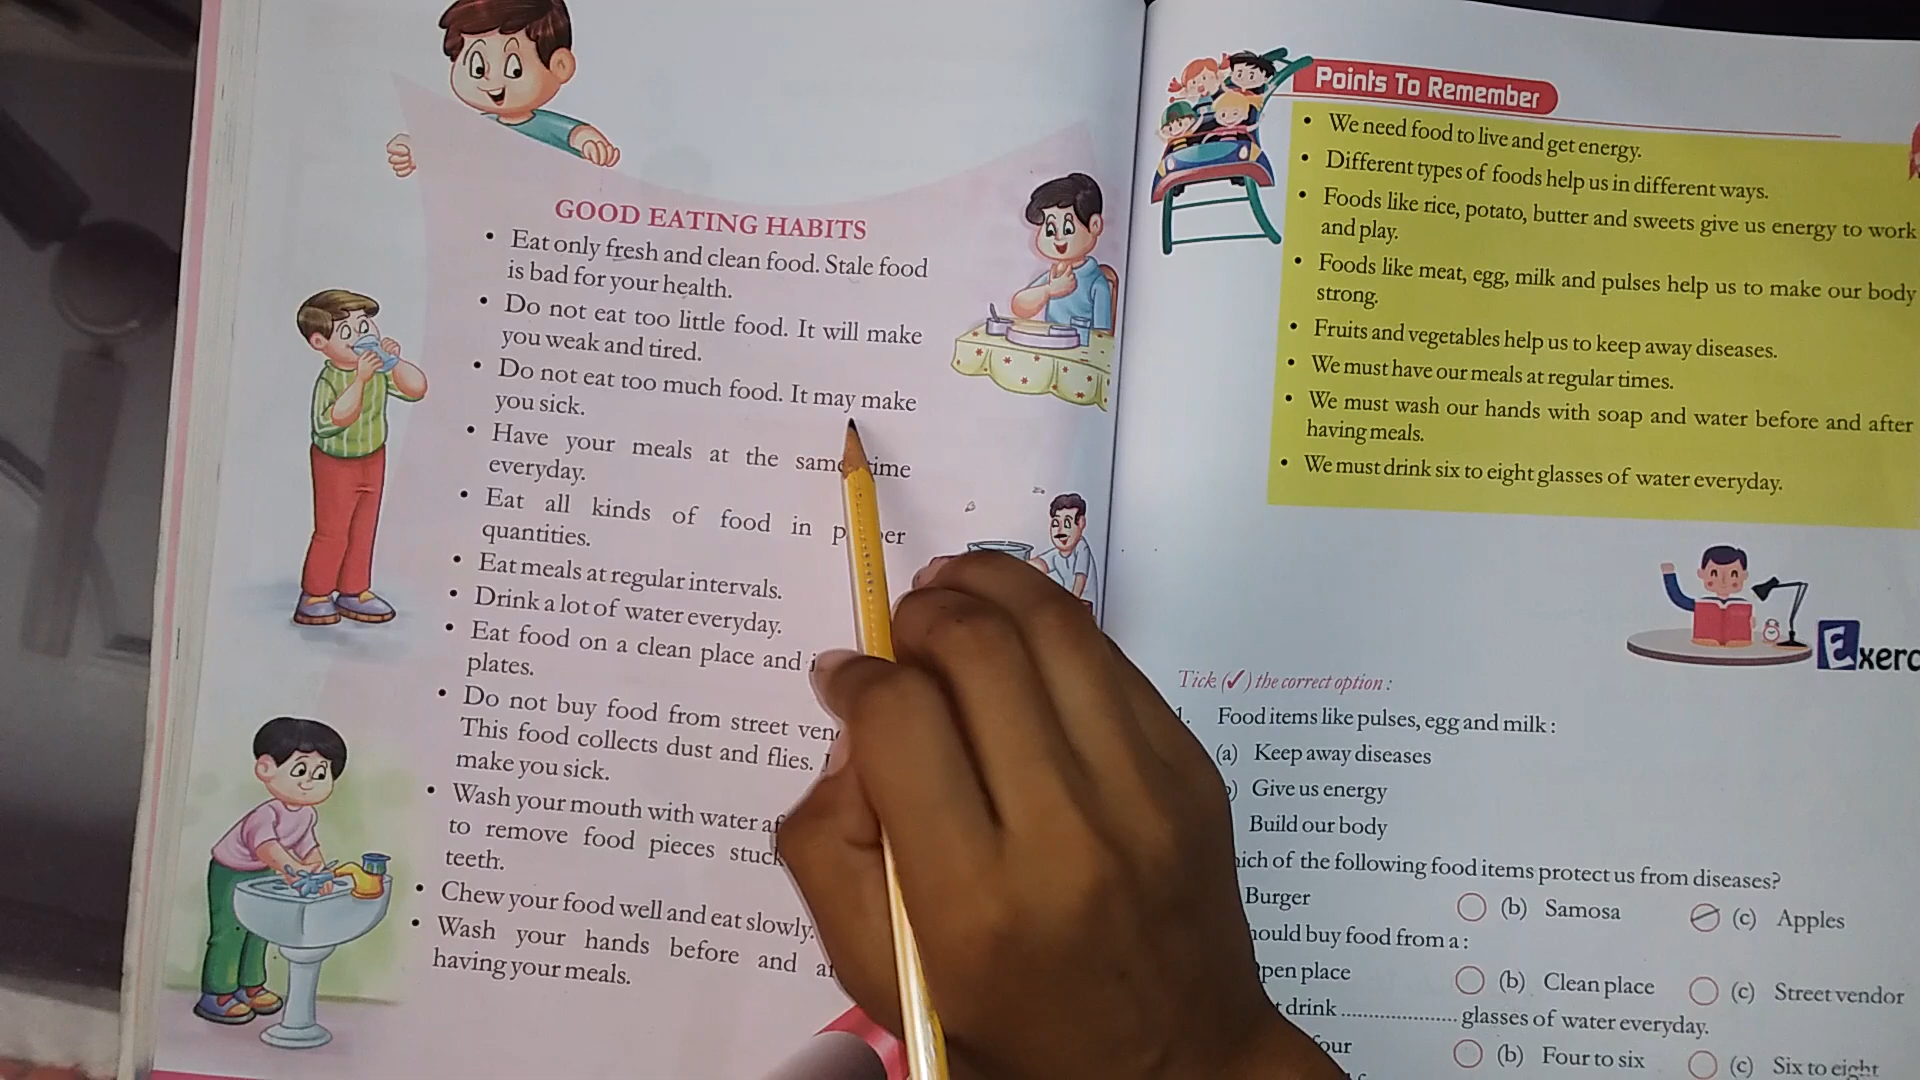 GOOD EATING HABITS
• Eat only fresh and clean food. Stale food
is bad for your health.
• Do not eat too little food. It will make
you weak and tired.
• Do not eat too much food. It may make
you sick.
• Have your meals at the same time
everyday.
• Eat all kinds of food in
quantities.
• Eat meals at regular intervals.
• Drink a lot of water everyday.
• Eat food on a clean place and
plates.
• Do not buy food from street
This food collects dust and flies.
make you sick.
• Wash your mouth with water
to remove food pieces
teeth.
• Chew your food well and eat slowly.
• Wash your hands before and
having your meals.
Points To Remember
• We need food to live and get energy.
• Different types of foods help us in different ways.
• Foods like rice, potato, butter and sweets give us energy to work
and play.
• Foods like meat, egg, milk and pulses help us to make our body
strong.
• Fruits and vegetables help us to keep away diseases.
• We must have our meals at regular times.
• We must wash our hands with soap and water before and after
having meals.
• We must drink six to eight glasses of water everyday.
Exerc
Tick (✓) the correct option :
1. Food items like pulses, egg and milk :
(a) Keep away diseases
Give us energy
Build our body
of the following food items protect us from diseases?
Burger (b) Samosa (c) Apples
buy food from a :
place (b) Clean place (c) Street vendor
drink .................... glasses of water everyday.
four (b) Four to six (c) Six to eight